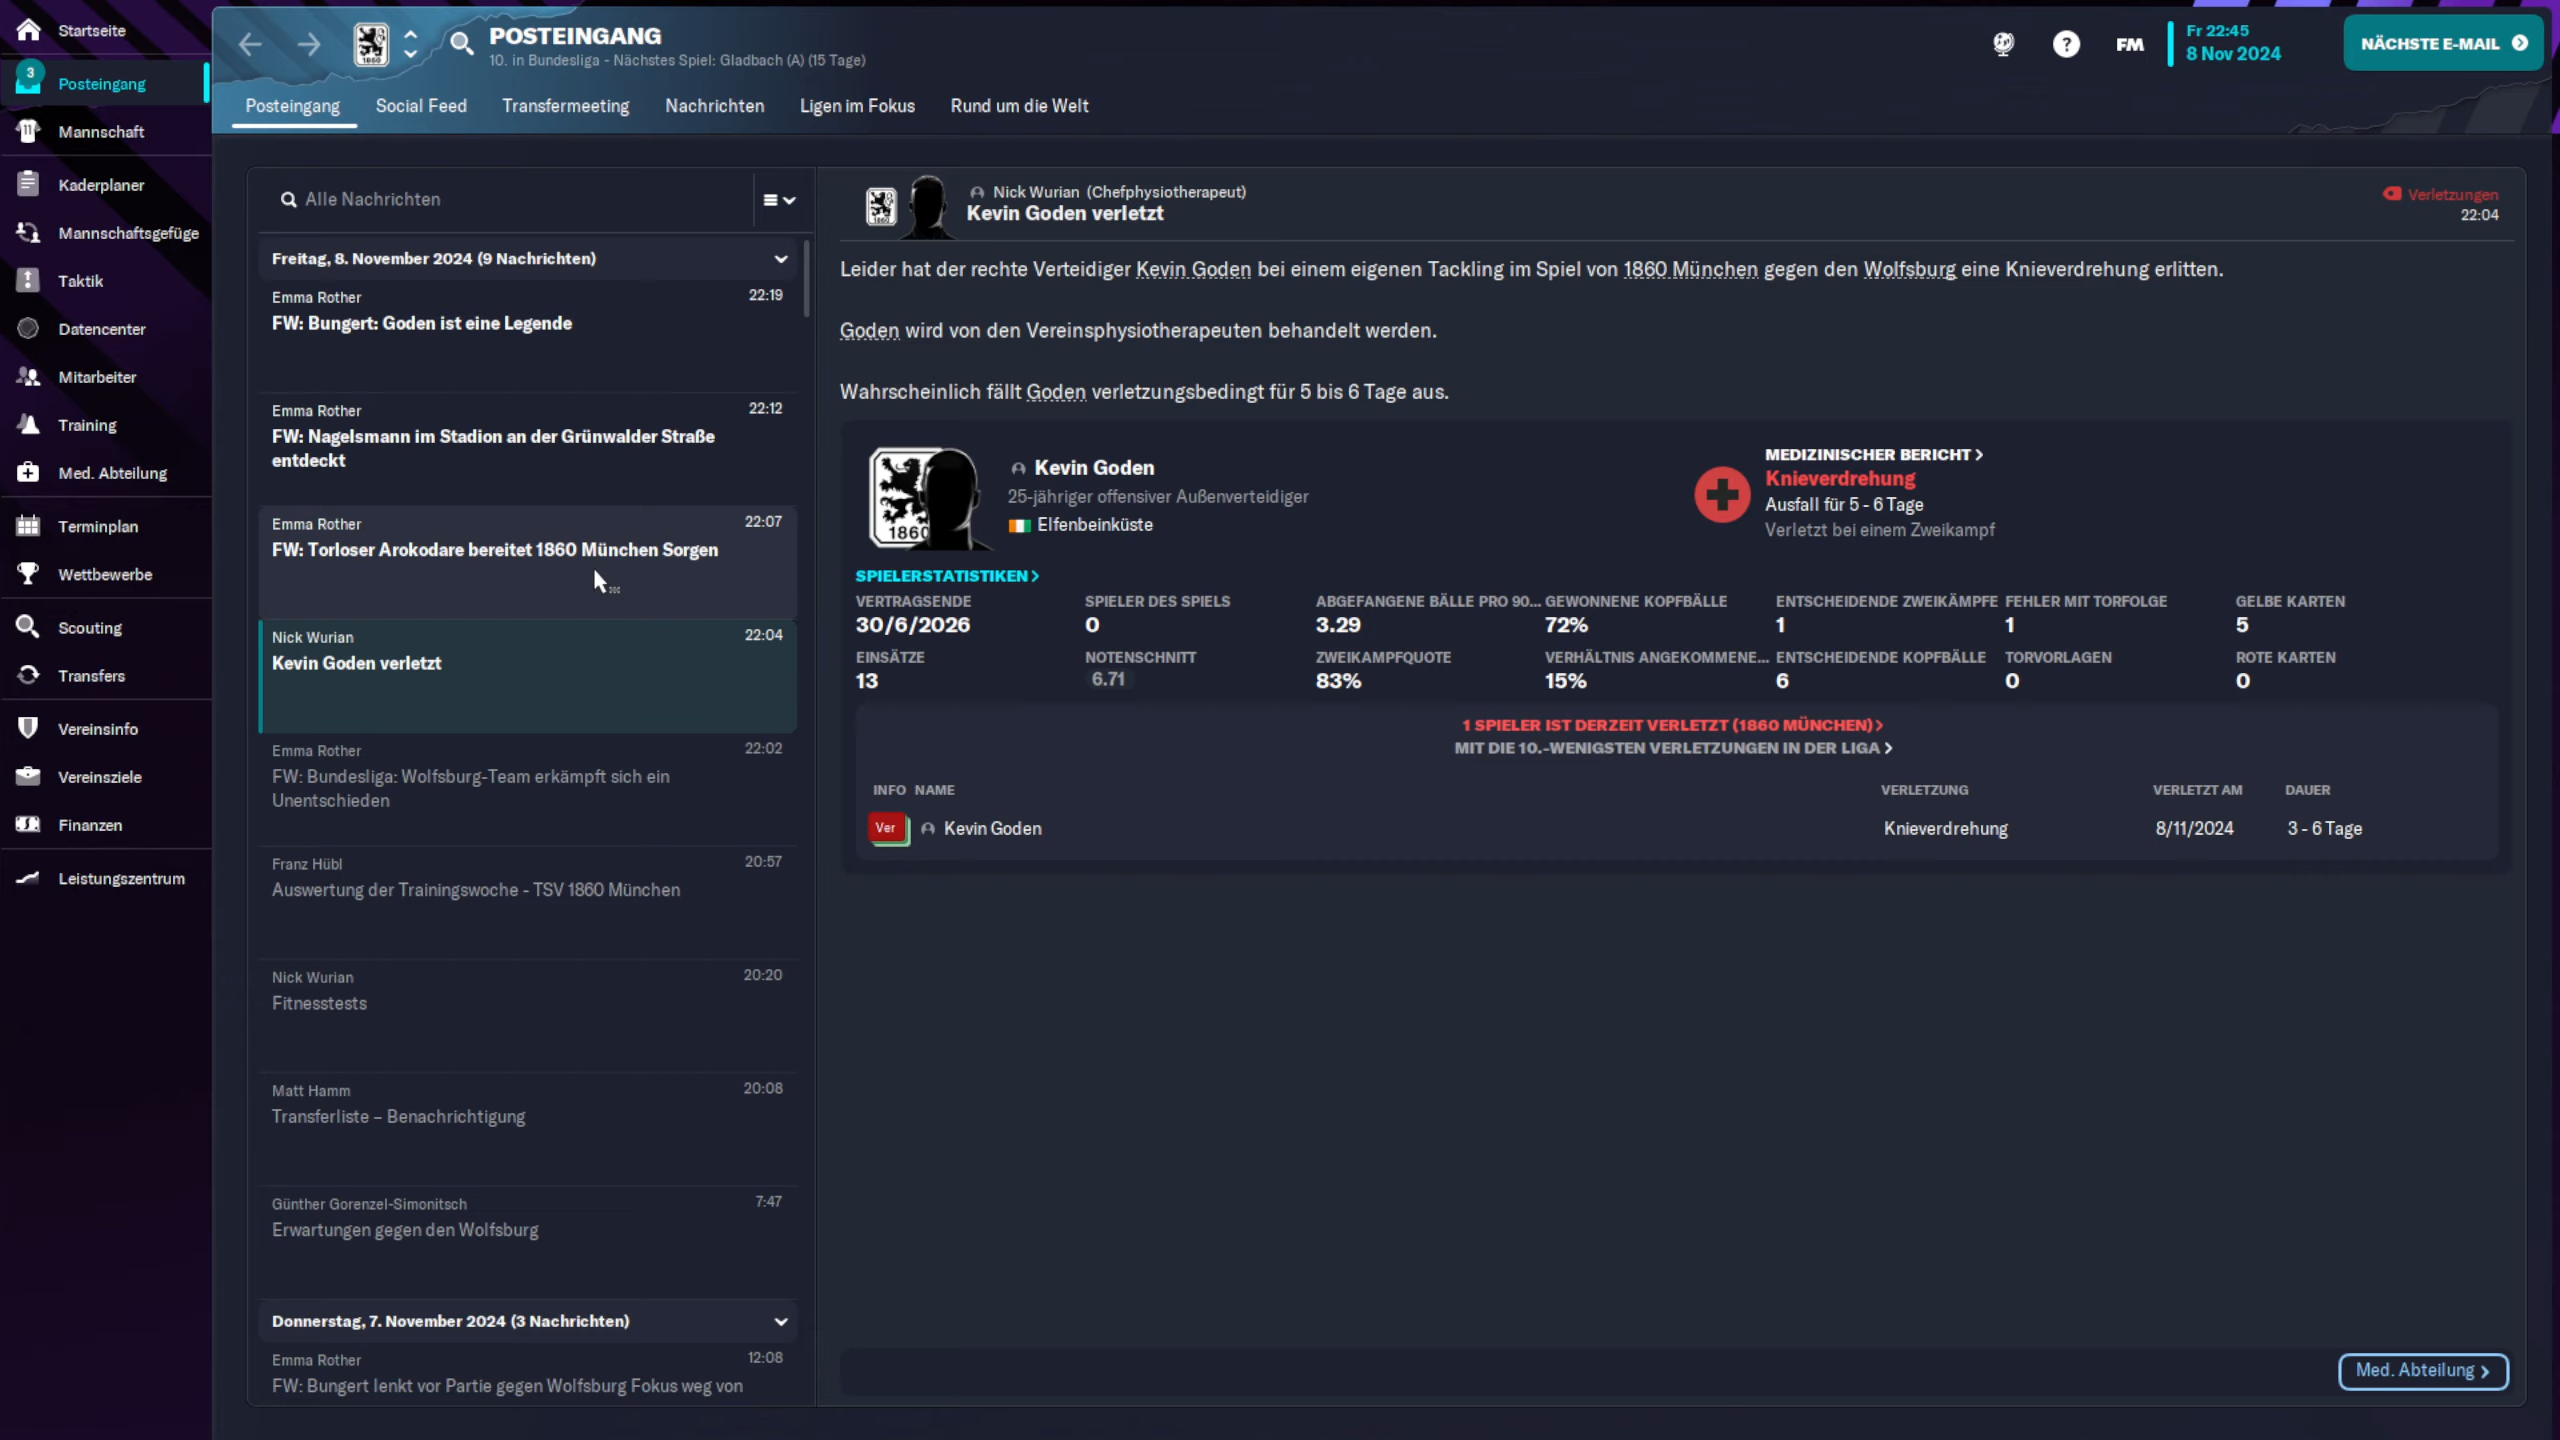 Startseite
3
Posteingang
Mannschaft
Kaderplaner
Mannschaftsgefüge
Taktik
Datencenter
Mitarbeiter
Training
Med. Abteilung
Terminplan
Wettbewerbe
Scouting
Transfers
Vereinsinfo
Vereinsziele
Finanzen
Leistungszentrum
POSTEINGANG
10. in Bundesliga - Nächstes Spiel: Gladbach (A) (15 Tage)
FM
Fr 22:45
8 Nov 2024
NÄCHSTE E-MAIL
Posteingang Social Feed Transfermeeting Nachrichten Ligen im Fokus Rund um die Welt
Alle Nachrichten
Freitag, 8. November 2024 (9 Nachrichten)
Emma Rother 22:19
FW: Bungert: Goden ist eine Legende
Emma Rother 22:12
FW: Nagelsmann im Stadion an der Grünwalder Straße
entdeckt
Emma Rother 22:07
FW: Torloser Arokodare bereitet 1860 München Sorgen
Nick Wurian 22:04
Kevin Goden verletzt
Emma Rother 22:02
FW: Bundesliga: Wolfsburg-Team erkämpft sich ein
Unentschieden
Franz Hübl 20:57
Auswertung der Trainingswoche - TSV 1860 München
Nick Wurian 20:20
Fitnesstests
Matt Hamm 20:08
Transferliste – Benachrichtigung
Günther Gorenzel-Simonitsch 7:47
Erwartungen gegen den Wolfsburg
Donnerstag, 7. November 2024 (3 Nachrichten)
Emma Rother 12:08
FW: Bungert lenkt vor Partie gegen Wolfsburg Fokus weg von
Nick Wurian (Chefphysiotherapeut)
Kevin Goden verletzt
Verletzungen
22:04
Leider hat der rechte Verteidiger Kevin Goden bei einem eigenen Tackling im Spiel von 1860 München gegen den Wolfsburg eine Knieverdrehung erlitten.
Goden wird von den Vereinsphysiotherapeuten behandelt werden.
Wahrscheinlich fällt Goden verletzungsbedingt für 5 bis 6 Tage aus.
1860
Kevin Goden
25-jähriger offensiver Außenverteidiger
Elfenbeinküste
MEDIZINISCHER BERICHT
Knieverdrehung
Ausfall für 5 - 6 Tage
Verletzt bei einem Zweikampf
SPIELERSTATISTIKEN
VERTRAGSENDE SPIELER DES SPIELS ABGEFANGENE BÄLLE PRO 90... GEWONNENE KOPFBÄLLE ENTSCHEIDENDE ZWEIKÄMPFE FEHLER MIT TORFOLGE GELBE KARTEN
30/6/2026 0 3.29 72% 1 1 5
EINSÄTZE NOTENSCHNITT ZWEIKAMPFQUOTE VERHÄLTNIS ANGEKOMMENE... ENTSCHEIDENDE KOPFBÄLLE TORVORLAGEN ROTE KARTEN
13 6.71 83% 15% 6 0 0
1 SPIELER IST DERZEIT VERLETZT (1860 MÜNCHEN)
MIT DIE 10.-WENIGSTEN VERLETZUNGEN IN DER LIGA
INFO NAME VERLETZUNG VERLETZT AM DAUER
Ver Kevin Goden Knieverdrehung 8/11/2024 3 - 6 Tage
Med. Abteilung